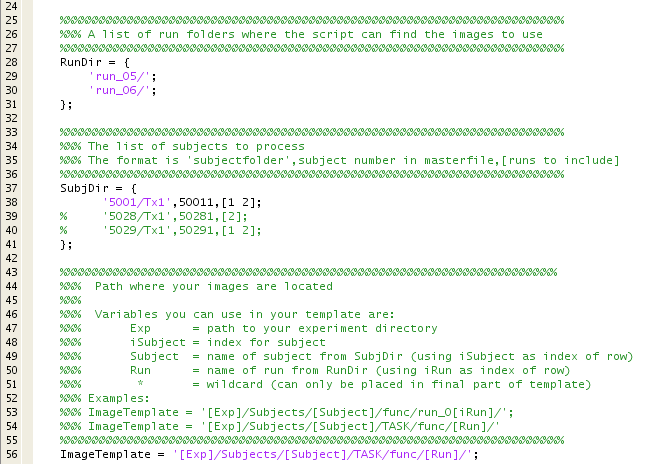 24
25 %%%%%%%%%%%%%%%%%%%%%%%%%%%%%%%%%%%%%%%%%%%%%%%%%%%%%%%%%%%%%%%%%%%%%%%%
26 %%% A list of run folders where the script can find the images to use
27 %%%%%%%%%%%%%%%%%%%%%%%%%%%%%%%%%%%%%%%%%%%%%%%%%%%%%%%%%%%%%%%%%%%%%%%%
28 RunDir = {
29     'run_05/';
30     'run_06/';
31 };
32
33 %%%%%%%%%%%%%%%%%%%%%%%%%%%%%%%%%%%%%%%%%%%%%%%%%%%%%%%%%%%%%%%%%%%%%%%%
34 %%% The list of subjects to process
35 %%% The format is 'subjectfolder',subject number in masterfile,[runs to include]
36 %%%%%%%%%%%%%%%%%%%%%%%%%%%%%%%%%%%%%%%%%%%%%%%%%%%%%%%%%%%%%%%%%%%%%%%%
37 SubjDir = {
38       '5001/Tx1',50011,[1 2];
39 %     '5028/Tx1',50281,[2];
40 %     '5029/Tx1',50291,[1 2];
41 };
42
43 %%%%%%%%%%%%%%%%%%%%%%%%%%%%%%%%%%%%%%%%%%%%%%%%%%%%%%%%%%%%%%%%%%%%%%%
44 %%%  Path where your images are located
45 %%%
46 %%%  Variables you can use in your template are:
47 %%%       Exp      = path to your experiment directory
48 %%%       iSubject = index for subject
49 %%%       Subject  = name of subject from SubjDir (using iSubject as index of row)
50 %%%       Run      = name of run from RunDir (using iRun as index of row)
51 %%%        *       = wildcard (can only be placed in final part of template)
52 %%% Examples:
53 %%% ImageTemplate = '[Exp]/Subjects/[Subject]/func/run_0[iRun]/';
54 %%% ImageTemplate = '[Exp]/Subjects/[Subject]/TASK/func/[Run]/'
55 %%%%%%%%%%%%%%%%%%%%%%%%%%%%%%%%%%%%%%%%%%%%%%%%%%%%%%%%%%%%%%%%%%%%%%%%
56 ImageTemplate = '[Exp]/Subjects/[Subject]/TASK/func/[Run]/';